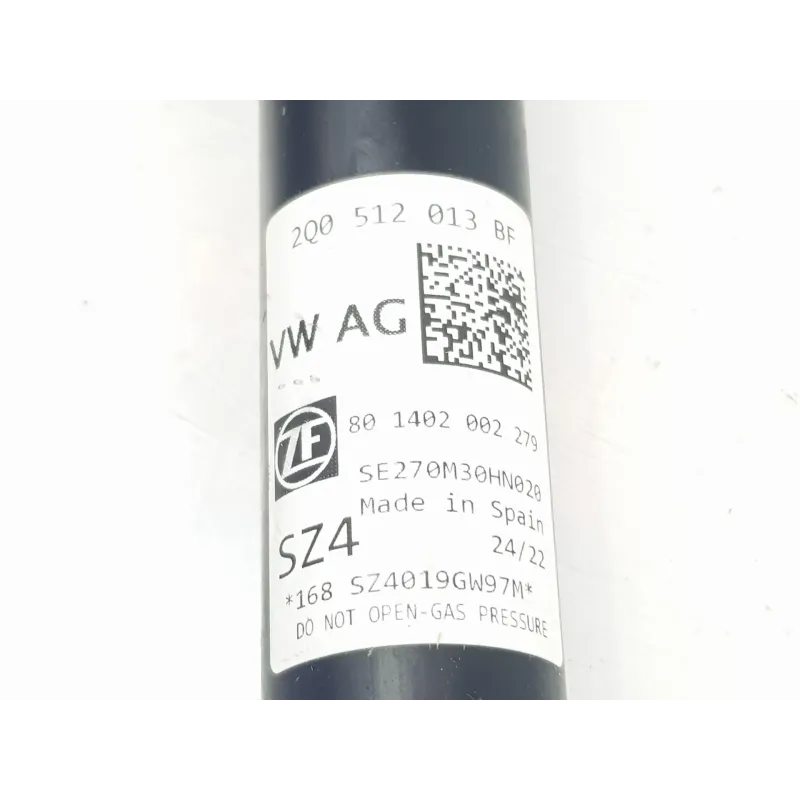 2Q0 512 013 BF
VW AG
ZF
80 1402 002 279
SE270M30HN020
Made in Spain
SZ4
24/22
*168 SZ4019GW97M*
DO NOT OPEN-GAS PRESSURE